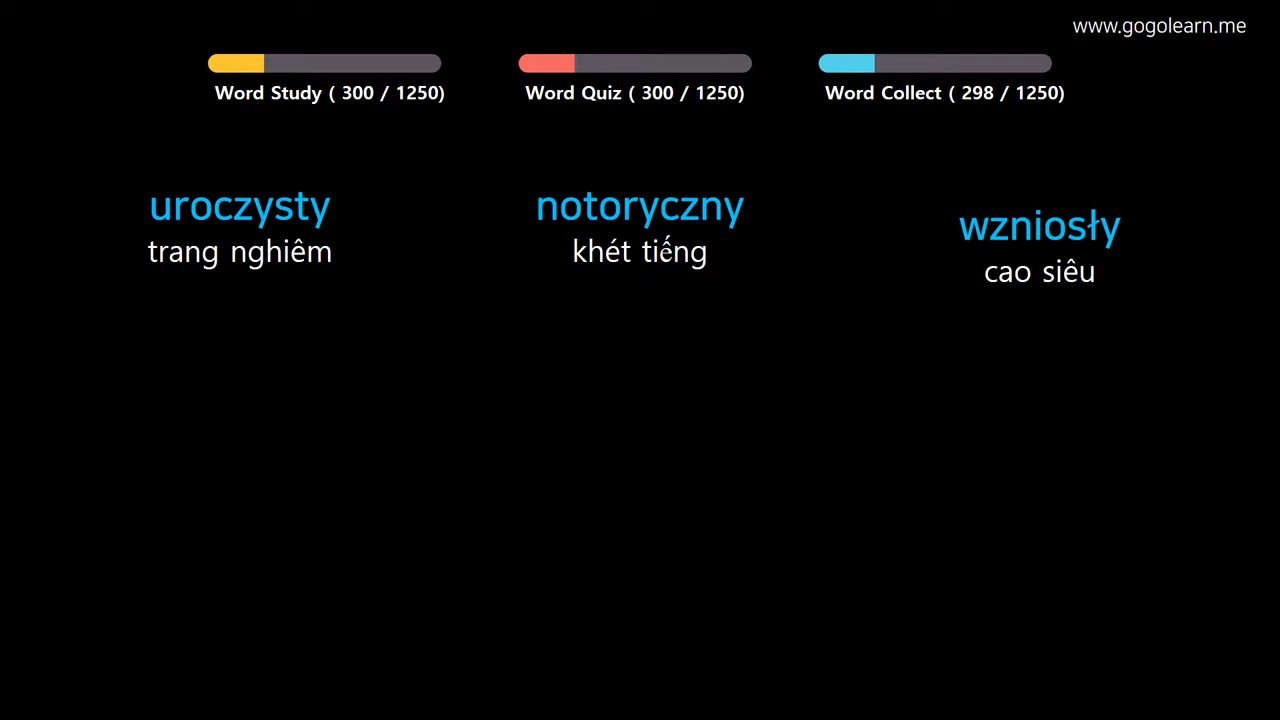 www.gogolearn.me
Word Study ( 300 / 1250)
Word Quiz ( 300 / 1250)
Word Collect ( 298 / 1250)
uroczysty
trang nghiêm
notoryczny
khét tiếng
wzniosły
cao siêu